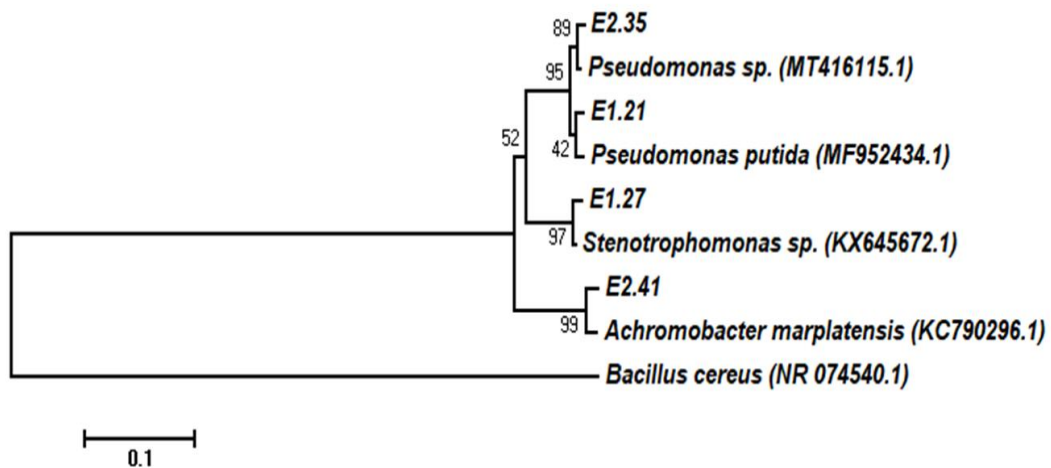 89 E2.35
Pseudomonas sp. (MT416115.1)
95
E1.21
52
42 Pseudomonas putida (MF952434.1)
E1.27
97 Stenotrophomonas sp. (KX645672.1)
E2.41
99 Achromobacter marplatensis (KC790296.1)
Bacillus cereus (NR 074540.1)
0.1